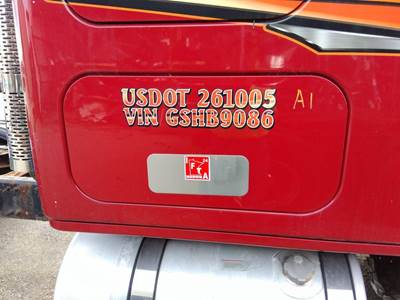 USDOT 261005 A1
VIN GSHB9086
I F T A